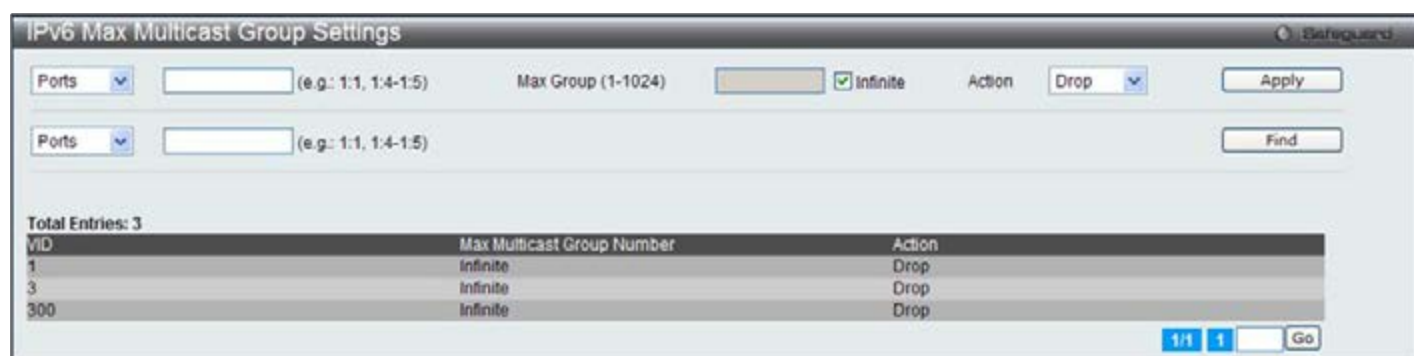 IPv6 Max Multicast Group Settings Safeguard
Ports (e.g.: 1:1, 1:4-1:5) Max Group (1-1024) Infinite Action Drop Apply
Ports (e.g.: 1:1, 1:4-1:5) Find
Total Entries: 3
VID Max Multicast Group Number Action
1 Infinite Drop
3 Infinite Drop
300 Infinite Drop
1/1 1 Go